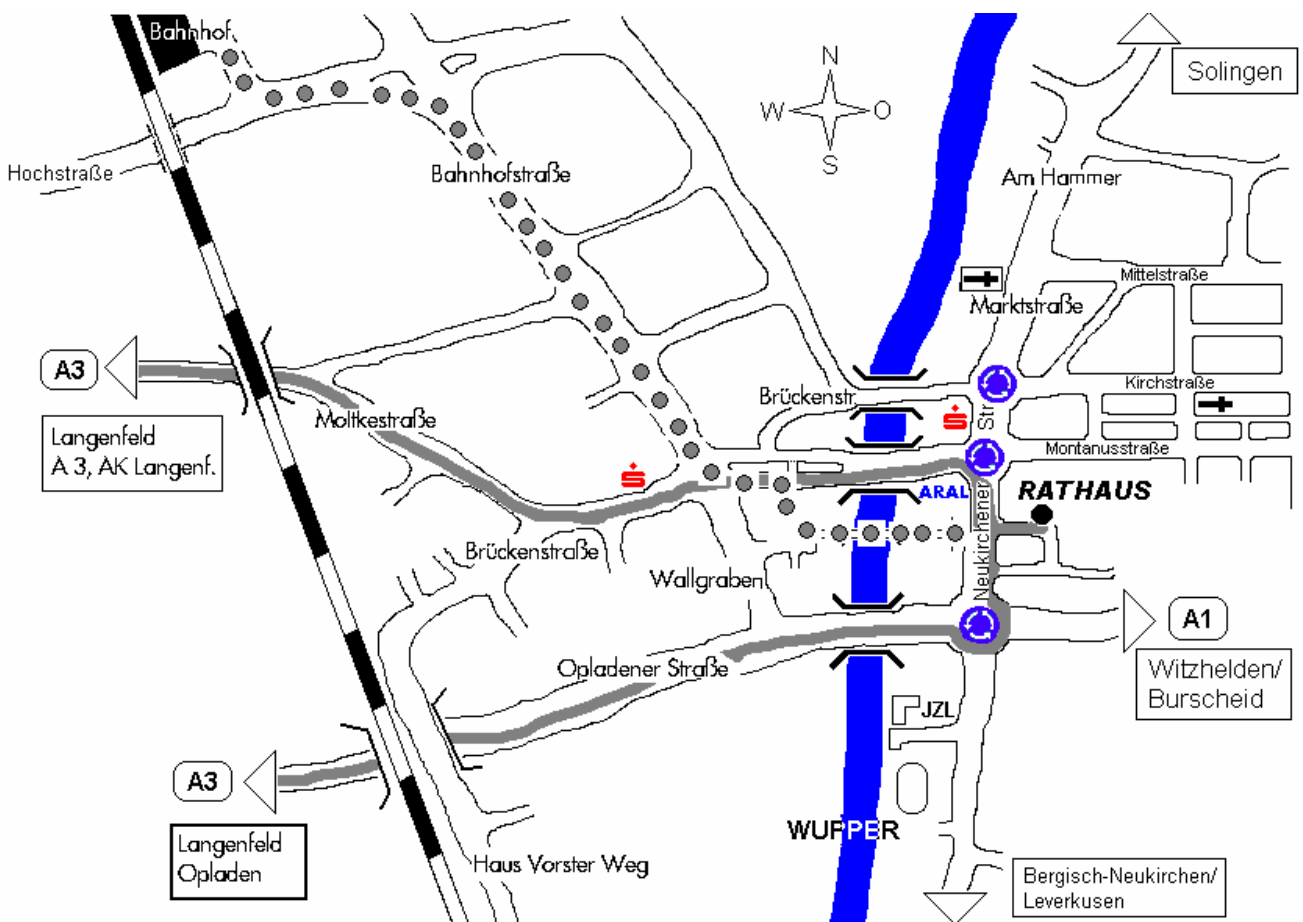 Bahnhof
N
W O
S
Solingen
Hochstraße
Bahnhofstraße
Am Hammer
Mittelstraße
Marktstraße
A3
Langenfeld
A 3, AK Langenf.
Moltkestraße
Brückenstr
Kirchstraße
Str
Montanusstraße
ARAL
RATHAUS
Brückenstraße
Wallgraben
Neukirchener
A1
Witzhelden/
Burscheid
Opladener Straße
JZL
A3
Langenfeld
Opladen
WUPPER
Haus Vorster Weg
Bergisch-Neukirchen/
Leverkusen